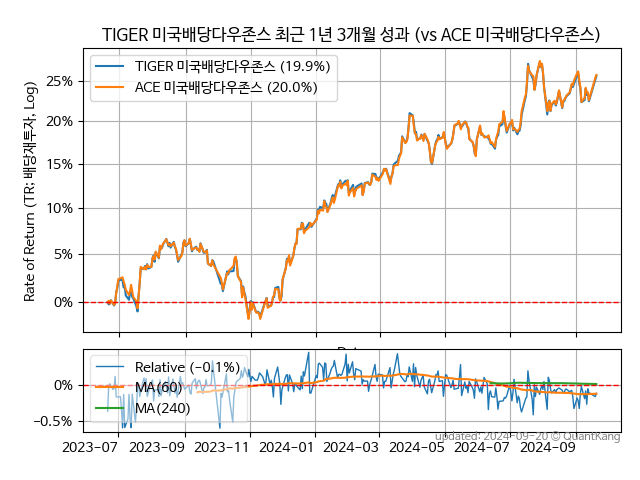 TIGER 미국배당다우존스 최근 1년 3개월 성과 (vs ACE 미국배당다우존스)
TIGER 미국배당다우존스 (19.9%)
ACE 미국배당다우존스 (20.0%)
Rate of Return (TR: 배당재투자, Log)
25%
20%
15%
10%
5%
0%
Relative (−0.1%)
MA(60)
MA(240)
0%
−0.5%
2023-07
2023-09
2023-11
2024-01
2024-03
2024-05
2024-07
2024-09
updated: 2024-09-20 © QuantKang